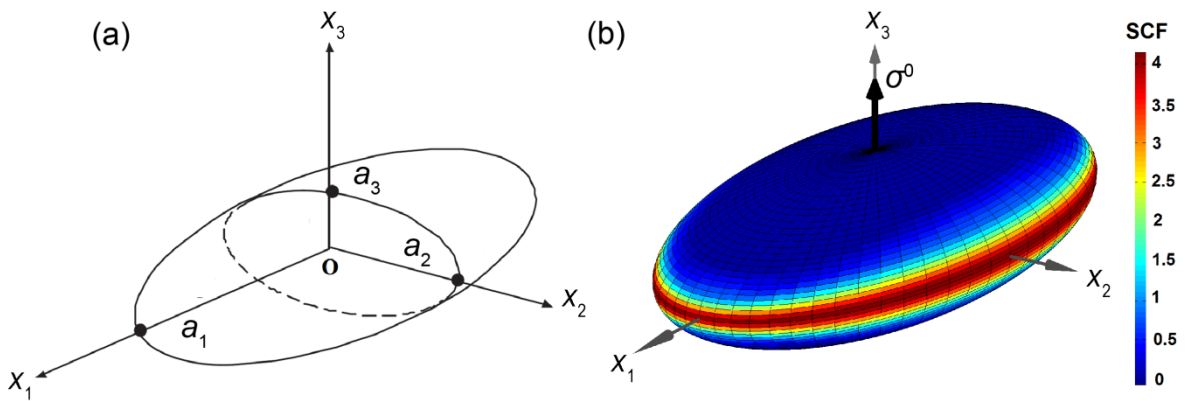 (a)
x₃
a₃
a₂
O
a₁
x₂
x₁
(b)
x₃
σ⁰
x₂
x₁
SCF
4
3.5
3
2.5
2
1.5
1
0.5
0